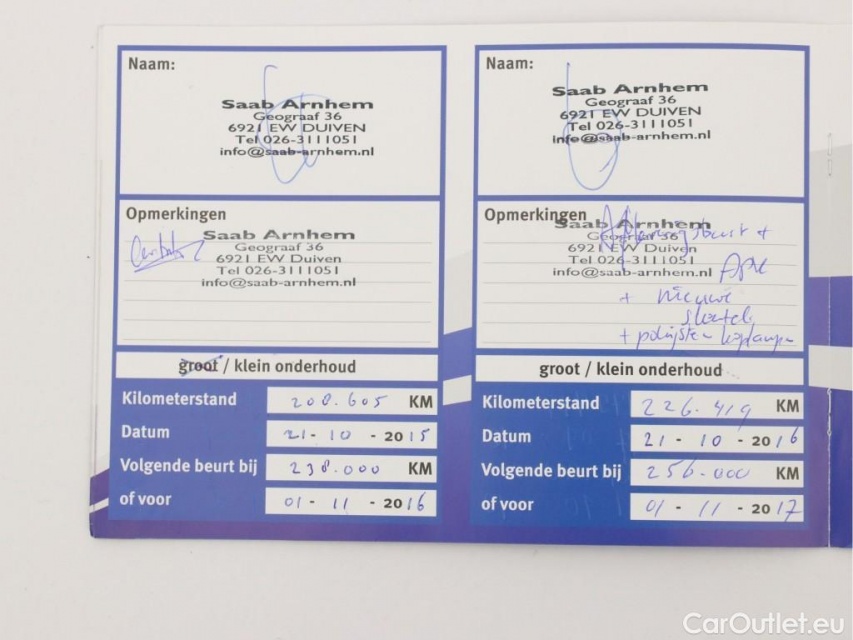 Naam:
Saab Arnhem
Geograaf 36
6921 EW DUIVEN
Tel 026-3111051
info@saab-arnhem.nl
Opmerkingen
Saab Arnhem
Geograaf 36
6921 EW Duiven
Tel 026-3111051
info@saab-arnhem.nl
groot / klein onderhoud
Kilometerstand 208.605 KM
Datum 21-10-2015
Volgende beurt bij 238.000 KM
of voor 01-11-2016
Naam:
Saab Arnhem
Geograaf 36
6921 EW DUIVEN
Tel 026-3111051
info@saab-arnhem.nl
Opmerkingen
Saab Arnhem
Geograaf 36
6921 EW Duiven
Tel 026-3111051
info@saab-arnhem.nl
+
APK
+ nieuwe
sleutel
+ polijsten koplampen
groot / klein onderhoud
Kilometerstand 226.419 KM
Datum 21-10-2016
Volgende beurt bij 256.000 KM
of voor 01-11-2017
CarOutlet.eu